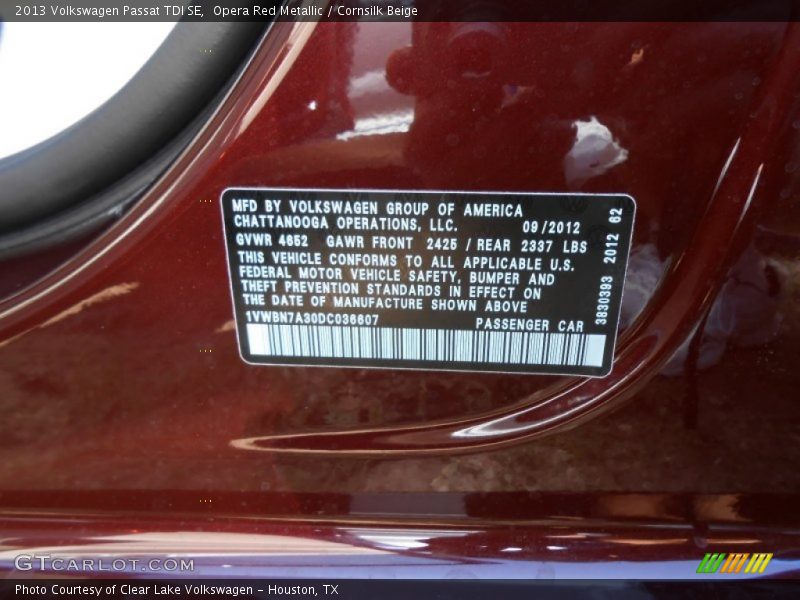 2013 Volkswagen Passat TDI SE,  Opera Red Metallic / Cornsilk Beige
MFD BY VOLKSWAGEN GROUP OF AMERICA
CHATTANOOGA OPERATIONS, LLC. 09/2012
GVWR 4652 GAWR FRONT 2425 / REAR 2337 LBS
THIS VEHICLE CONFORMS TO ALL APPLICABLE U.S.
FEDERAL MOTOR VEHICLE SAFETY, BUMPER AND
THEFT PREVENTION STANDARDS IN EFFECT ON
THE DATE OF MANUFACTURE SHOWN ABOVE
1VWBN7A30DC036607 PASSENGER CAR
3830393 2012 62
GTCARLOT.COM
Photo Courtesy of Clear Lake Volkswagen – Houston, TX